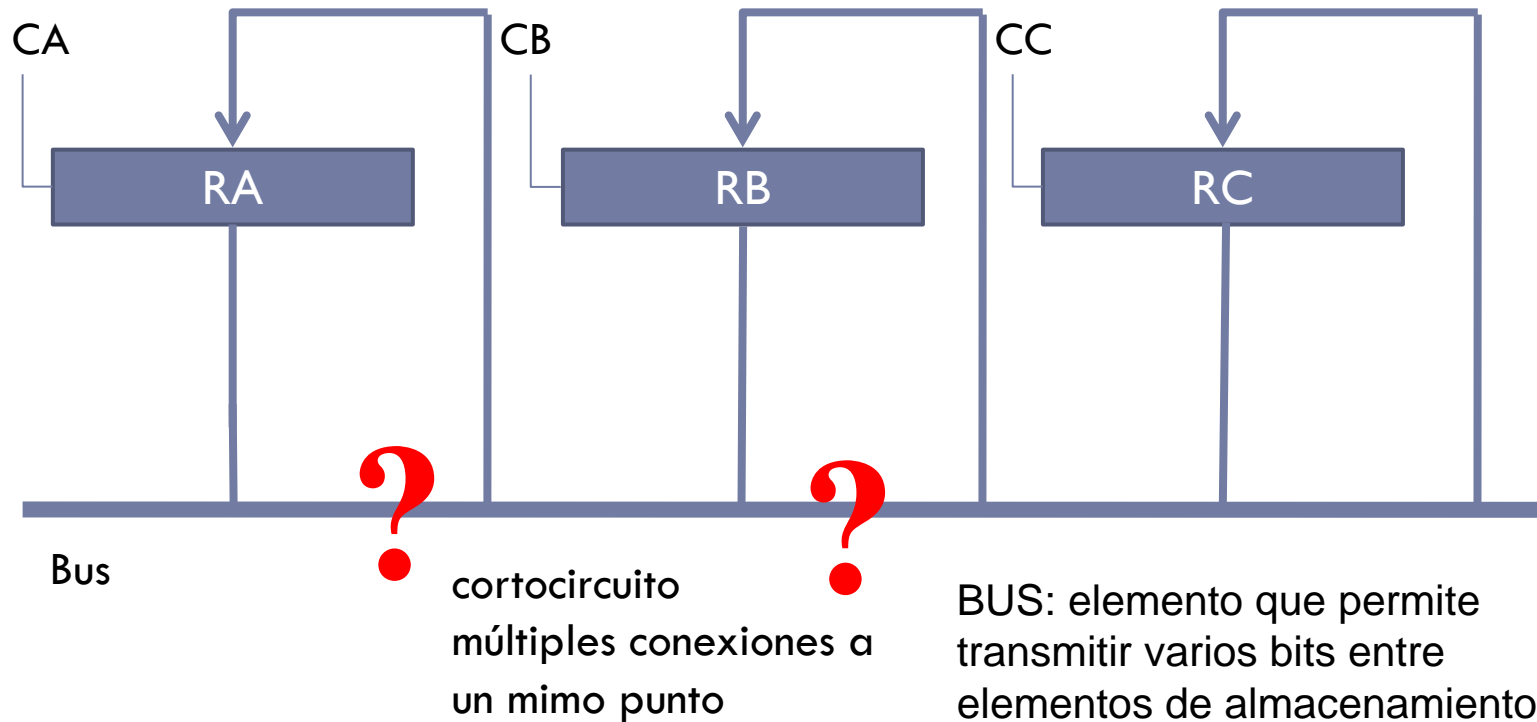 CA
CB
CC
RA
RB
RC
?
?
Bus
cortocircuito
múltiples conexiones a
un mimo punto
BUS: elemento que permite
transmitir varios bits entre
elementos de almacenamiento